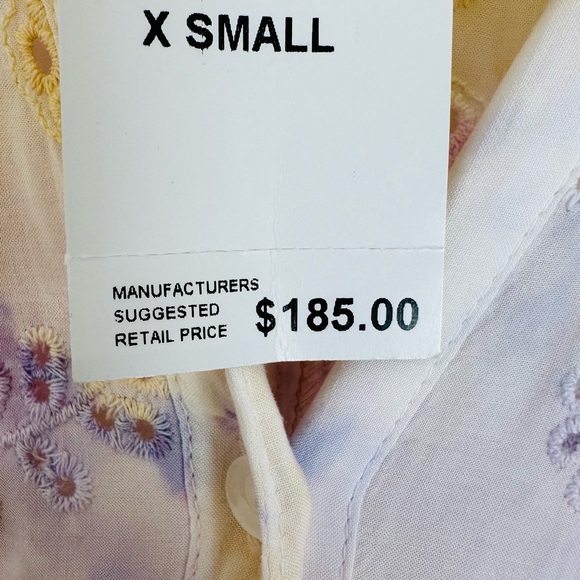 X SMALL
MANUFACTURERS
SUGGESTED
RETAIL PRICE
$185.00